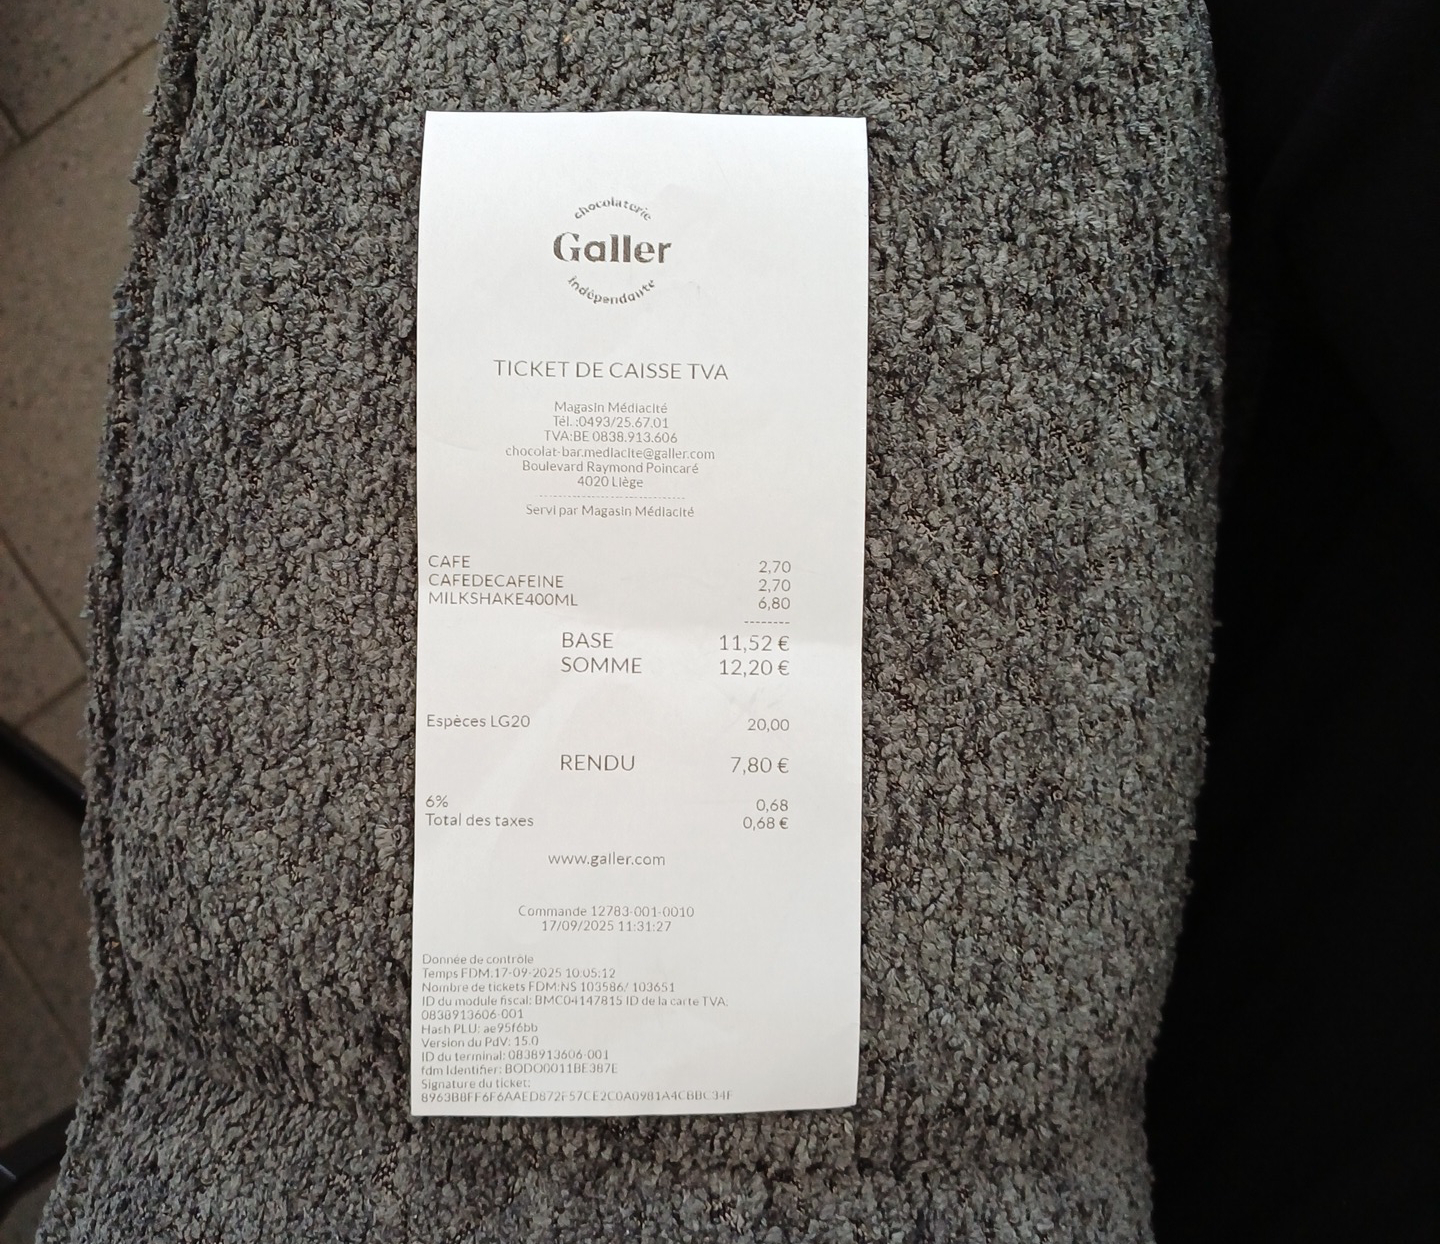 chocolaterie
Galler
indépendante
TICKET DE CAISSE TVA
Magasin Médiacité
Tél.:0493/25.67.01
TVA:BE 0838.913.606
chocolat-bar.mediacite@galler.com
Boulevard Raymond Poincaré
4020 Liège
Servi par Magasin Médiacité
CAFE 2,70
CAFEDECAFEINE 2,70
MILKSHAKE400ML 6,80
BASE 11,52 €
SOMME 12,20 €
Espèces LG20 20,00
RENDU 7,80 €
6% 0,68
Total des taxes 0,68 €
www.galler.com
Commande 12783-001-0010
17/09/2025 11:31:27
Donnée de contrôle
Temps FDM:17-09-2025 10:05:12
Nombre de tickets FDM:NS 103586/ 103651
ID du module fiscal: BMC04147815 ID de la carte TVA:
0838913606-001
Hash PLU: ae95f6bb
Version du PdV: 15.0
ID du terminal: 0838913606-001
fdm Identifier: BODO0011BE387E
Signature du ticket:
8963B8FF6F6AAED872F57CE2C0A0981A4CBBC34F